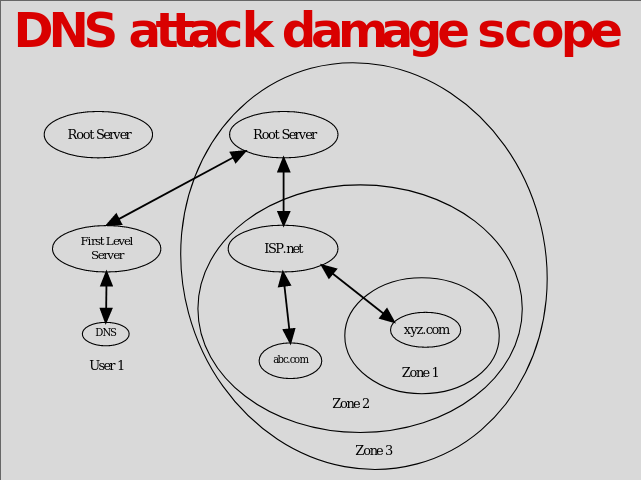 DNS attack damage scope
Root Server
Root Server
First Level
Server
ISP.net
DNS
xyz.com
abc.com
User 1
Zone 1
Zone 2
Zone 3